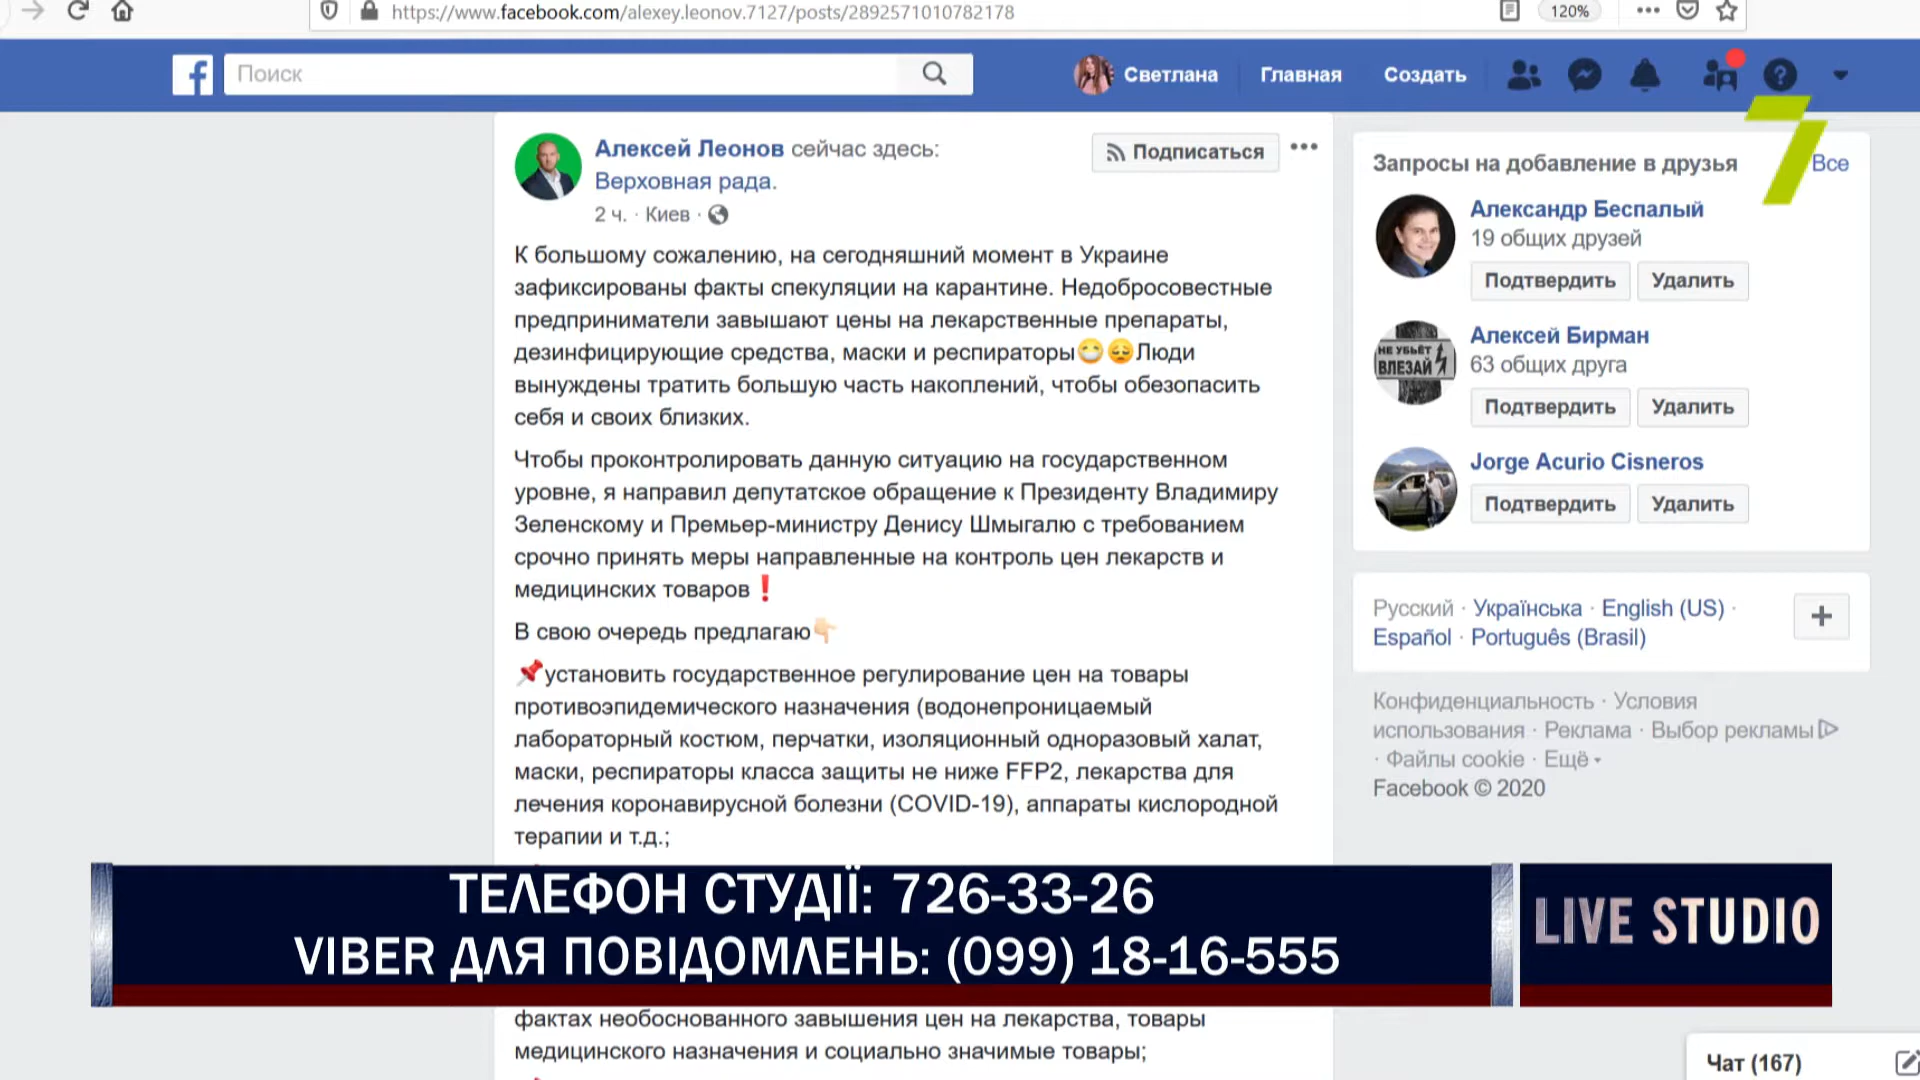 https://www.facebook.com/alexey.leonov.7127/posts/2892571010782178
120%
Поиск
Светлана
Главная
Создать
7
Алексей Леонов сейчас здесь:
Верховная рада.
2 ч. · Киев ·
Подписаться
К большому сожалению, на сегодняшний момент в Украине
зафиксированы факты спекуляции на карантине. Недобросовестные
предприниматели завышают цены на лекарственные препараты,
дезинфицирующие средства, маски и респираторы😷😩Люди
вынуждены тратить большую часть накоплений, чтобы обезопасить
себя и своих близких.
Чтобы проконтролировать данную ситуацию на государственном
уровне, я направил депутатское обращение к Президенту Владимиру
Зеленскому и Премьер-министру Денису Шмыгалю с требованием
срочно принять меры направленные на контроль цен лекарств и
медицинских товаров❗
В свою очередь предлагаю👇🏻
📌установить государственное регулирование цен на товары
противоэпидемического назначения (водонепроницаемый
лабораторный костюм, перчатки, изоляционный одноразовый халат,
маски, респираторы класса защиты не ниже FFP2, лекарства для
лечения коронавирусной болезни (COVID-19), аппараты кислородной
терапии и т.д.;
фактах необоснованного завышения цен на лекарства, товары
медицинского назначения и социально значимые товары;
Запросы на добавление в друзья
Все
Александр Беспалый
19 общих друзей
Подтвердить
Удалить
НЕ УБЬЁТ
ВЛЕЗАЙ
Алексей Бирман
63 общих друга
Подтвердить
Удалить
Jorge Acurio Cisneros
Подтвердить
Удалить
Русский · Українська · English (US) ·
Español · Português (Brasil)
Конфиденциальность · Условия
использования · Реклама · Выбор рекламы
· Файлы cookie · Ещё
Facebook © 2020
ТЕЛЕФОН СТУДІЇ: 726-33-26
VIBER ДЛЯ ПОВІДОМЛЕНЬ: (099) 18-16-555
LIVE STUDIO
Чат (167)